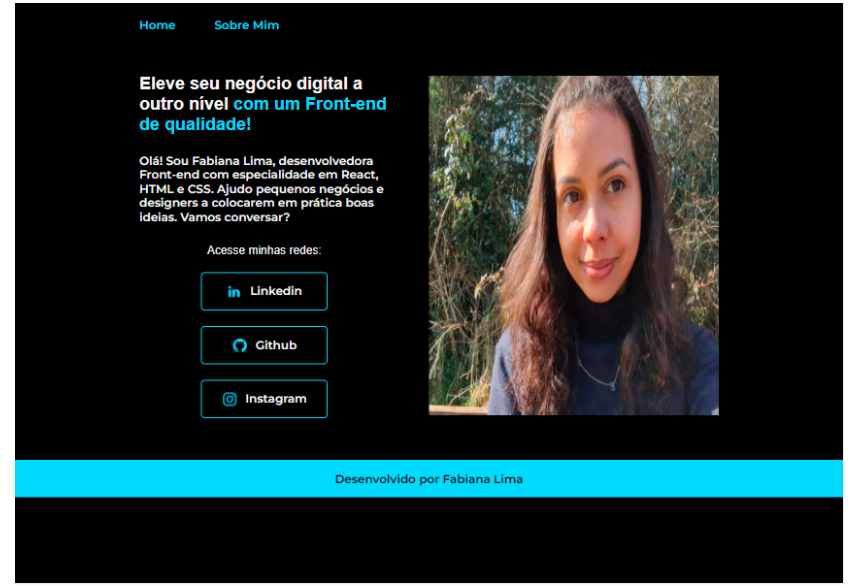 Home
Sobre Mim
Eleve seu negócio digital a
outro nível com um Front-end
de qualidade!
Olá! Sou Fabiana Lima, desenvolvedora
Front-end com especialidade em React,
HTML e CSS. Ajudo pequenos negócios e
designers a colocarem em prática boas
ideias. Vamos conversar?
Acesse minhas redes:
Linkedin
Github
Instagram
Desenvolvido por Fabiana Lima